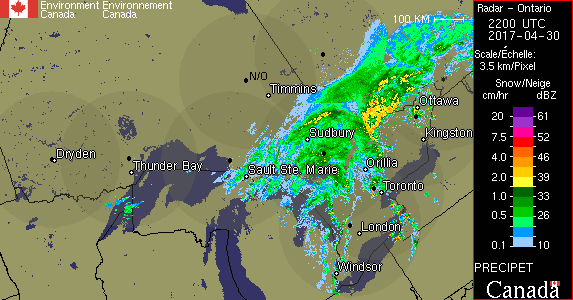 Environment Environnement
Canada Canada
100 KM
N/O
Timmins
Ottawa
Sudbury
Kingston
Dryden
Thunder Bay
Sault Ste. Marie
Orillia
Toronto
London
Windsor
Radar - Ontario
2200 UTC
2017-04-30
Scale/Échelle:
3.5 km/Pixel
Snow/Neige
cm/hr dBZ
20 61
7.5 52
4.0 46
2.0 39
1.0 33
0.5 26
0.1 10
PRECIPET
Canada